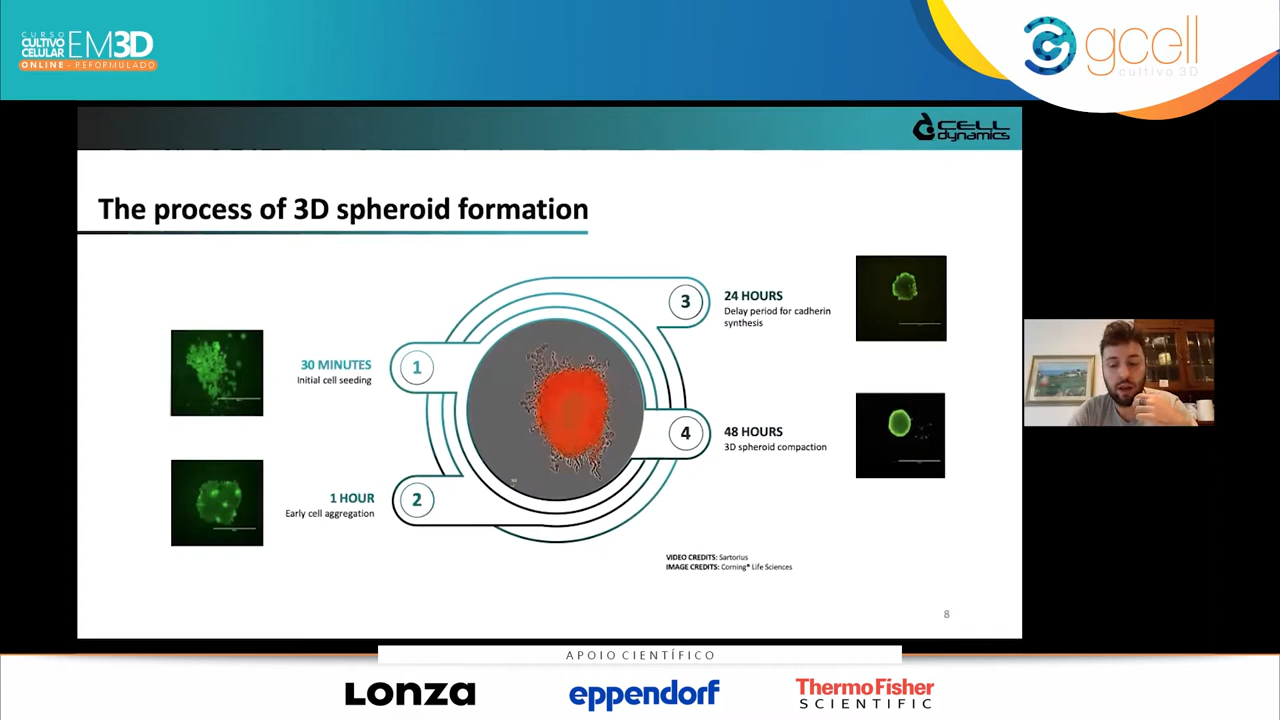 CURSO
CULTIVO
CELULAR
EM3D
ONLINE - REFORMULADO
gcell
cultivo 3D
CELL
dynamics
The process of 3D spheroid formation
1
30 MINUTES
Initial cell seeding
2
1 HOUR
Early cell aggregation
3
24 HOURS
Delay period for cadherin
synthesis
4
48 HOURS
3D spheroid compaction
VIDEO CREDITS: Sartorius
IMAGE CREDITS: Corning® Life Sciences
8
APOIO CIENTÍFICO
Lonza
eppendorf
ThermoFisher
SCIENTIFIC